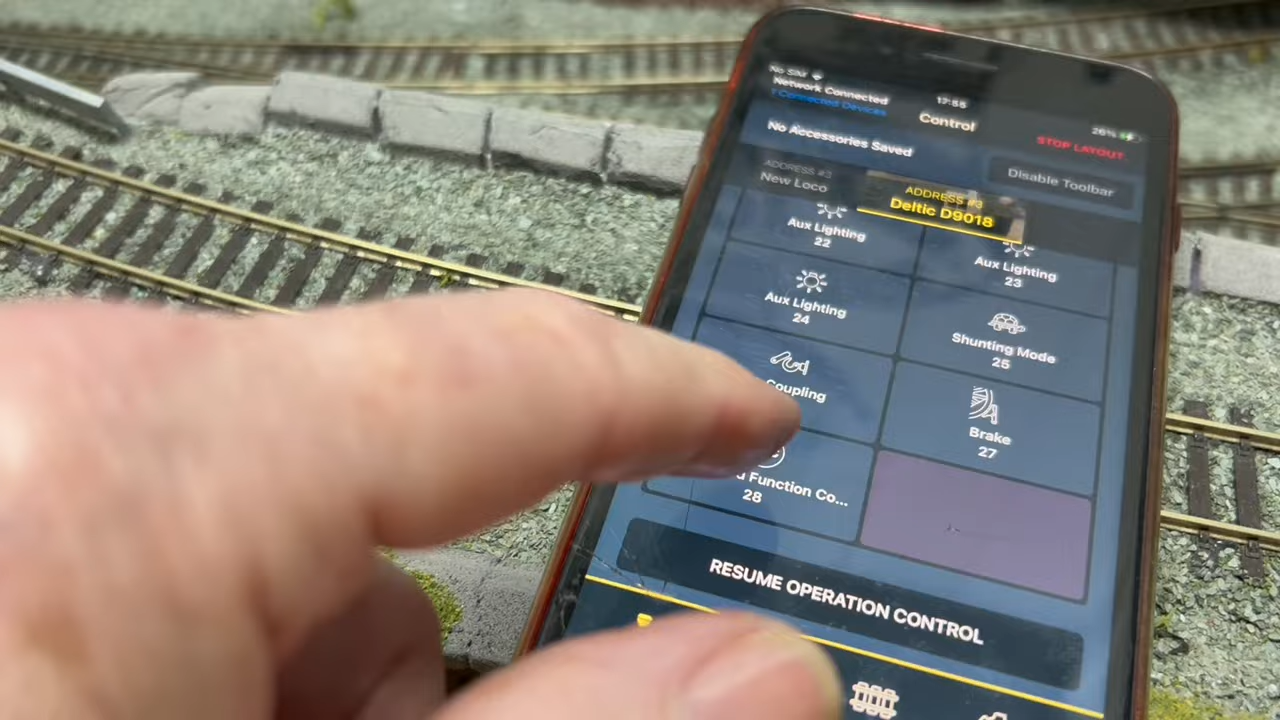 No SIM
Network Connected
1 Connected Devices
17:55
26%
Control
STOP LAYOUT
No Accessories Saved
Disable Toolbar
ADDRESS #3
New Loco
ADDRESS #3
Deltic D9018
Aux Lighting
22
Aux Lighting
23
Aux Lighting
24
Shunting Mode
25
Coupling
Brake
27
Function Co...
28
RESUME OPERATION CONTROL